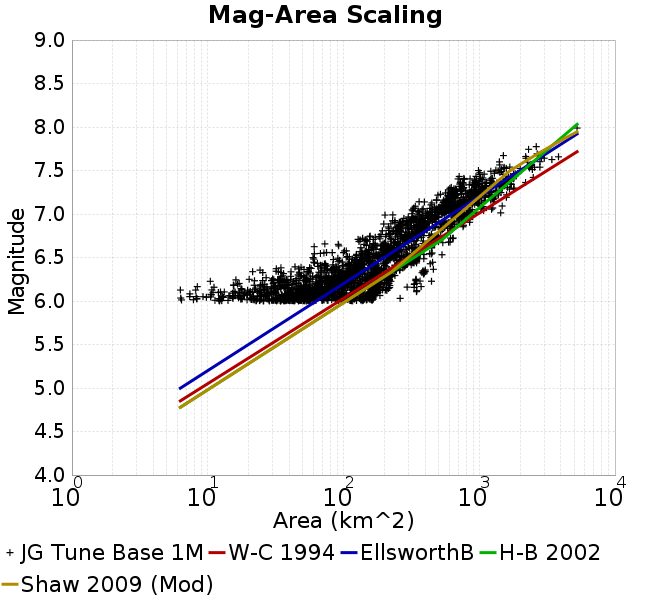 Mag-Area Scaling
9.0
8.5
8.0
7.5
7.0
6.5
6.0
5.5
5.0
4.5
4.0
Magnitude
10^0 10^1 10^2 10^3 10^4
Area (km^2)
JG Tune Base 1M W-C 1994 EllsworthB H-B 2002
Shaw 2009 (Mod)